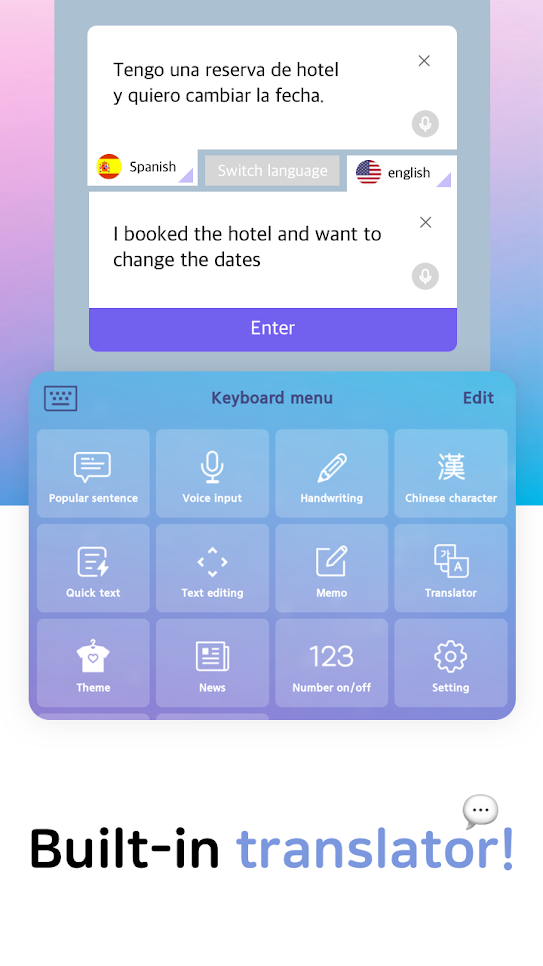 Tengo una reserva de hotel
y quiero cambiar la fecha.
Spanish
Switch language
english
I booked the hotel and want to
change the dates
Enter
Keyboard menu
Edit
Popular sentence
Voice input
Handwriting
漢
Chinese character
Quick text
Text editing
Memo
가
A
Translator
Theme
News
123
Number on/off
Setting
Built-in translator!